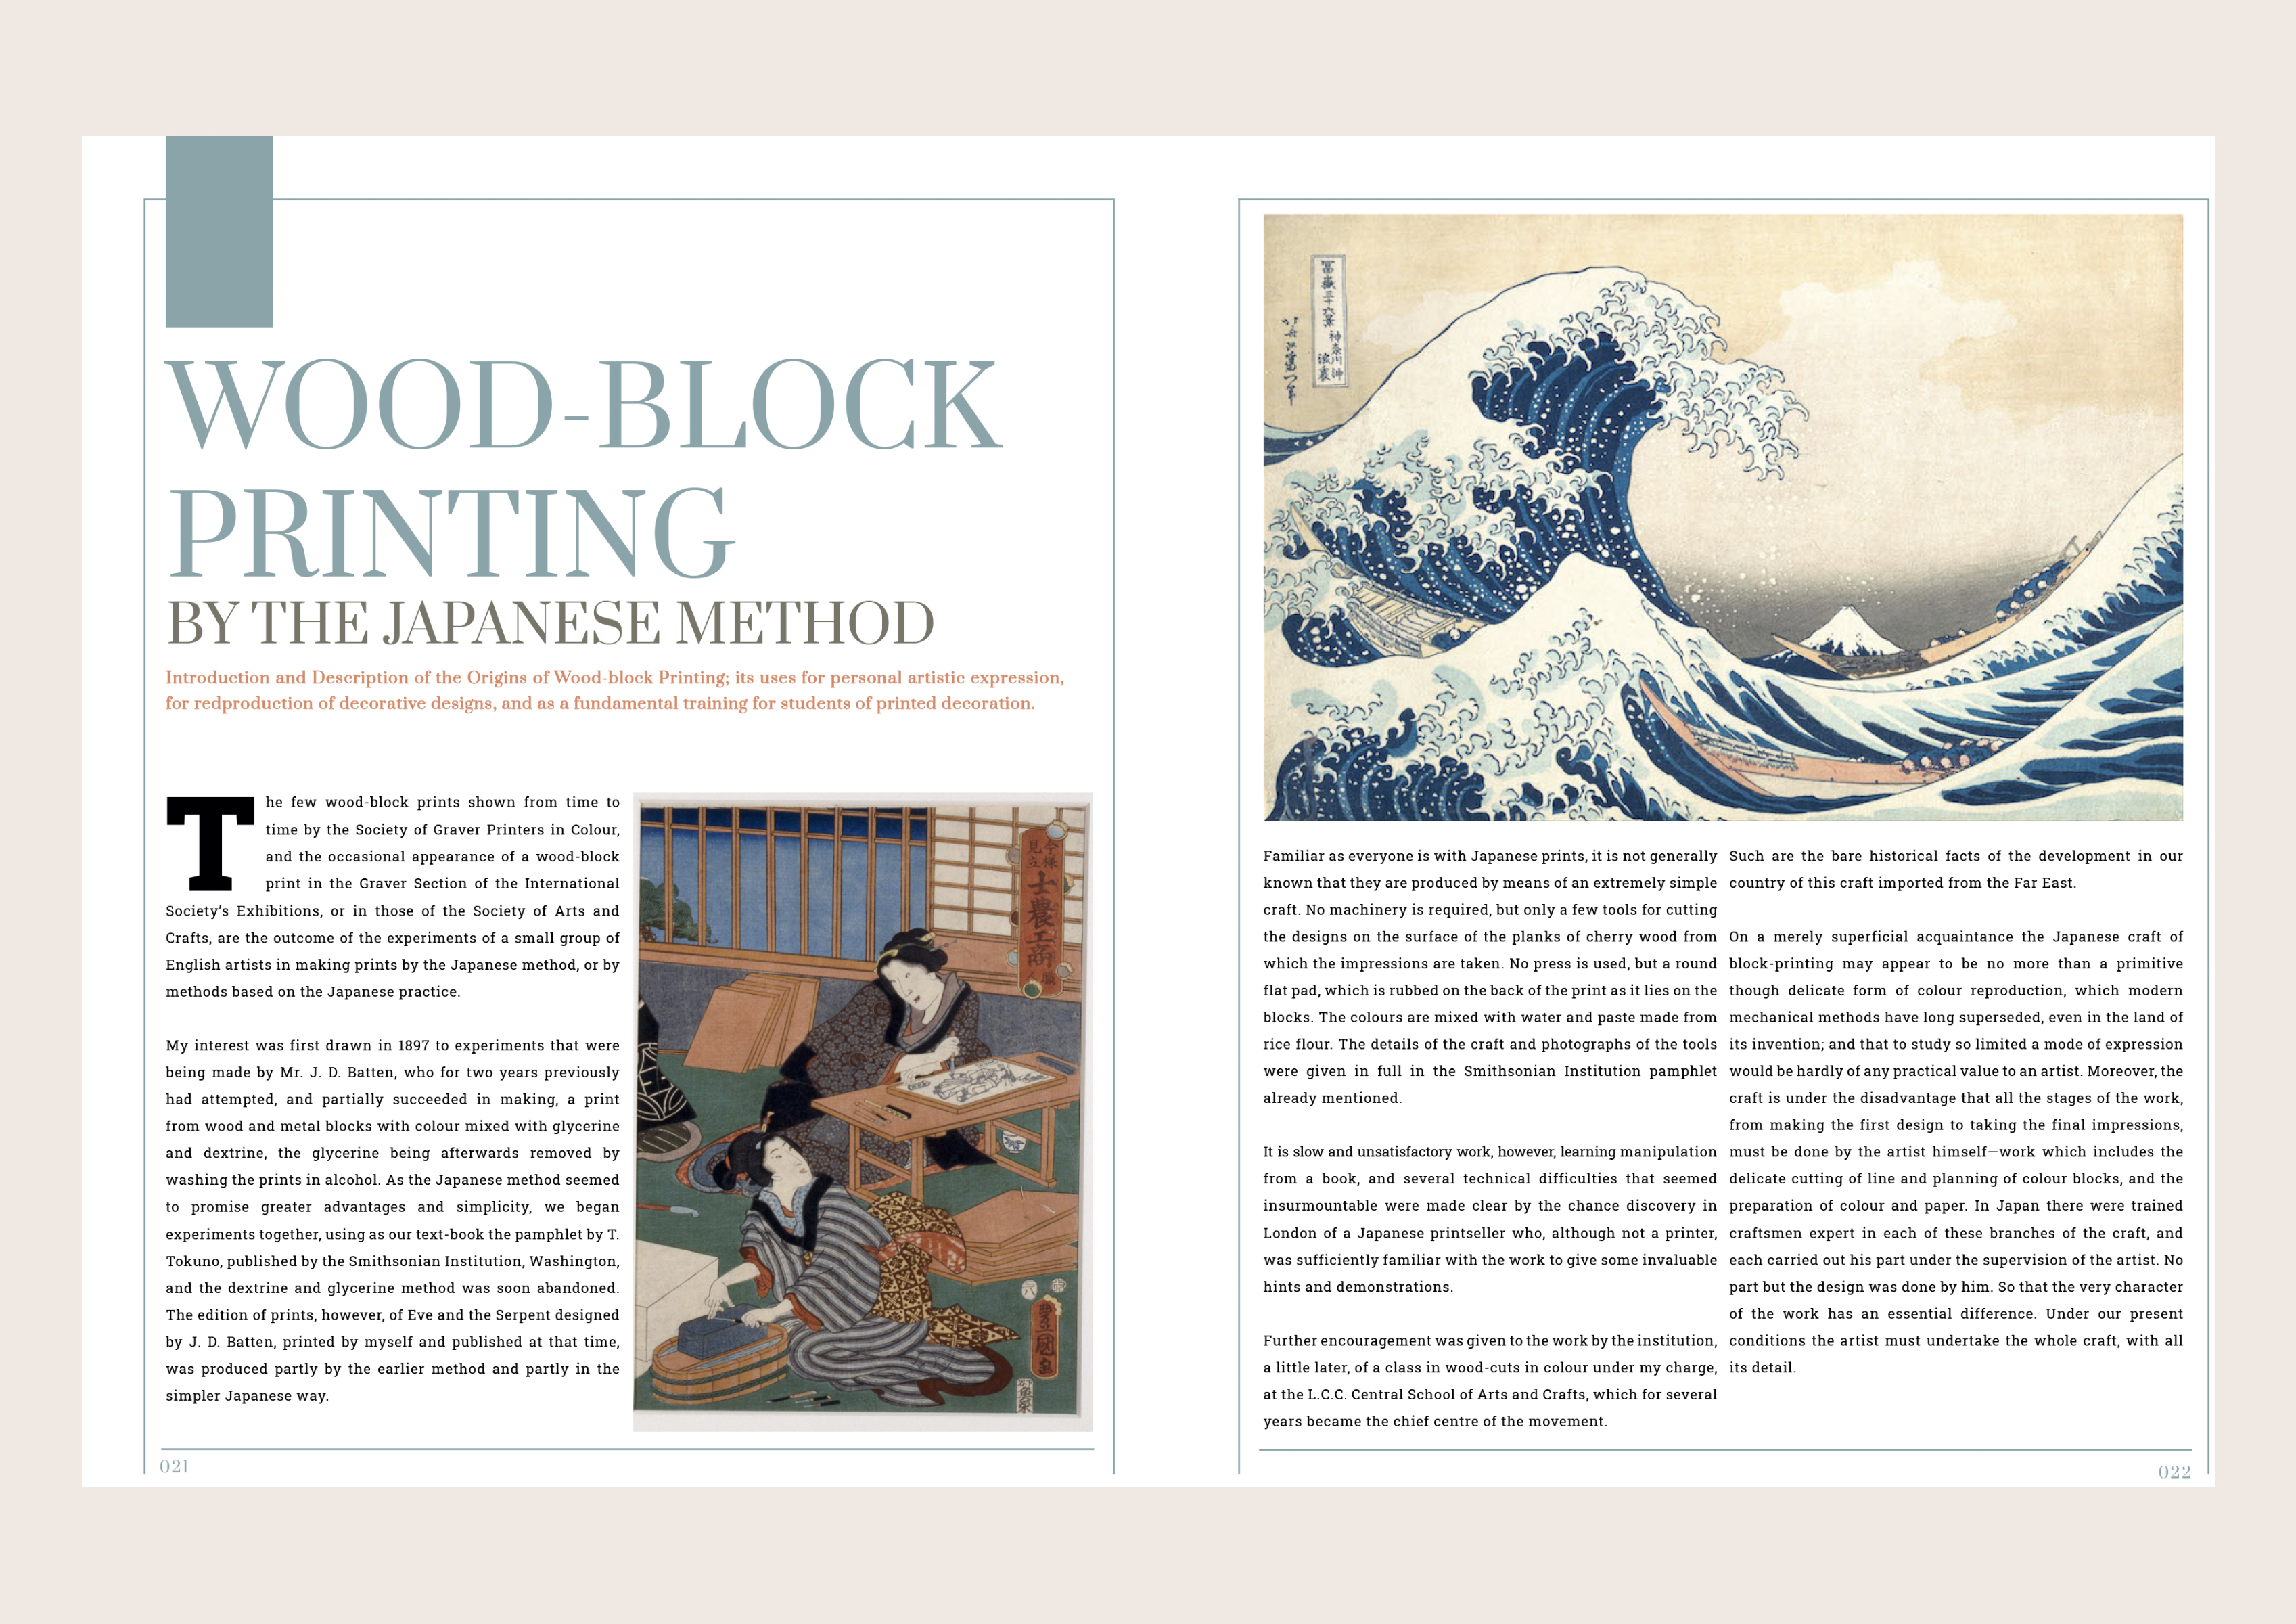 WOOD-BLOCK
PRINTING
BY THE JAPANESE METHOD
Introduction and Description of the Origins of Wood-block Printing; its uses for personal artistic expression,
for redproduction of decorative designs, and as a fundamental training for students of printed decoration.
The few wood-block prints shown from time to
time by the Society of Graver Printers in Colour,
and the occasional appearance of a wood-block
print in the Graver Section of the International
Society’s Exhibitions, or in those of the Society of Arts and
Crafts, are the outcome of the experiments of a small group of
English artists in making prints by the Japanese method, or by
methods based on the Japanese practice.
My interest was first drawn in 1897 to experiments that were
being made by Mr. J. D. Batten, who for two years previously
had attempted, and partially succeeded in making, a print
from wood and metal blocks with colour mixed with glycerine
and dextrine, the glycerine being afterwards removed by
washing the prints in alcohol. As the Japanese method seemed
to promise greater advantages and simplicity, we began
experiments together, using as our text-book the pamphlet by T.
Tokuno, published by the Smithsonian Institution, Washington,
and the dextrine and glycerine method was soon abandoned.
The edition of prints, however, of Eve and the Serpent designed
by J. D. Batten, printed by myself and published at that time,
was produced partly by the earlier method and partly in the
simpler Japanese way.
今様
見立
士農工商
豊国画
021
冨嶽三十六景
神奈川沖
浪裏
Familiar as everyone is with Japanese prints, it is not generally
known that they are produced by means of an extremely simple
craft. No machinery is required, but only a few tools for cutting
the designs on the surface of the planks of cherry wood from
which the impressions are taken. No press is used, but a round
flat pad, which is rubbed on the back of the print as it lies on the
blocks. The colours are mixed with water and paste made from
rice flour. The details of the craft and photographs of the tools
were given in full in the Smithsonian Institution pamphlet
already mentioned.
It is slow and unsatisfactory work, however, learning manipulation
from a book, and several technical difficulties that seemed
insurmountable were made clear by the chance discovery in
London of a Japanese printseller who, although not a printer,
was sufficiently familiar with the work to give some invaluable
hints and demonstrations.
Further encouragement was given to the work by the institution,
a little later, of a class in wood-cuts in colour under my charge,
at the L.C.C. Central School of Arts and Crafts, which for several
years became the chief centre of the movement.
Such are the bare historical facts of the development in our
country of this craft imported from the Far East.
On a merely superficial acquaintance the Japanese craft of
block-printing may appear to be no more than a primitive
though delicate form of colour reproduction, which modern
mechanical methods have long superseded, even in the land of
its invention; and that to study so limited a mode of expression
would be hardly of any practical value to an artist. Moreover, the
craft is under the disadvantage that all the stages of the work,
from making the first design to taking the final impressions,
must be done by the artist himself—work which includes the
delicate cutting of line and planning of colour blocks, and the
preparation of colour and paper. In Japan there were trained
craftsmen expert in each of these branches of the craft, and
each carried out his part under the supervision of the artist. No
part but the design was done by him. So that the very character
of the work has an essential difference. Under our present
conditions the artist must undertake the whole craft, with all
its detail.
022